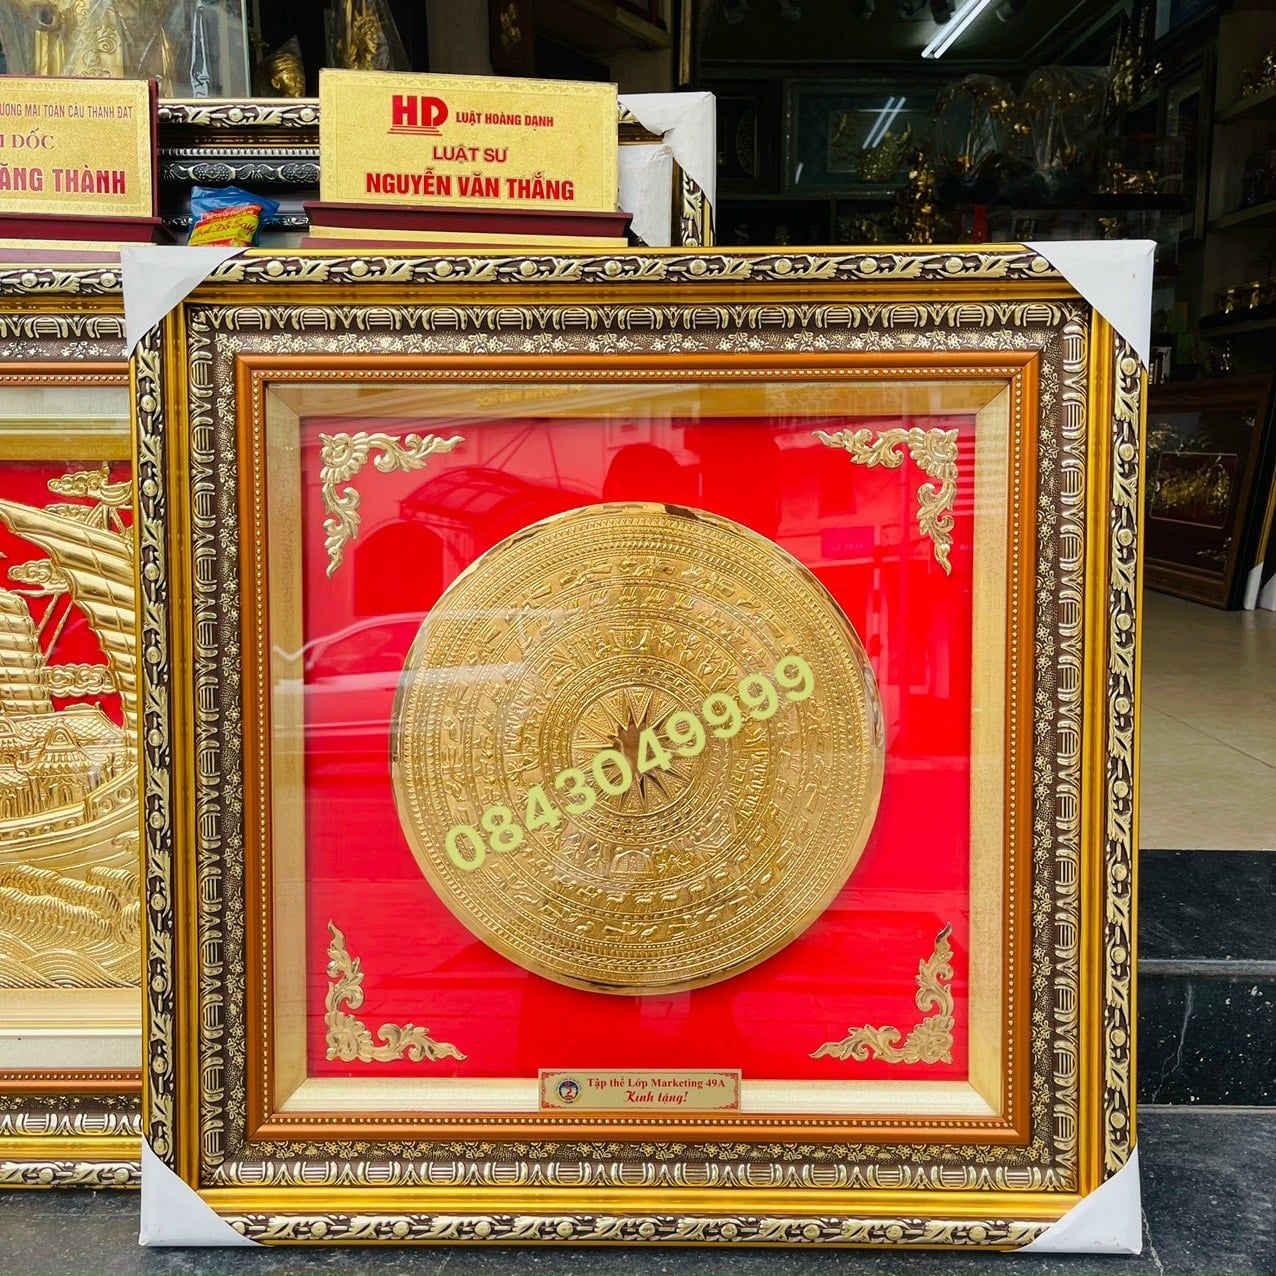 ƯƠNG MẠI TOÀN CẦU THÀNH ĐẠT
M ĐỐC
ĂNG THÀNH
HD LUẬT HOÀNG DANH
LUẬT SƯ
NGUYỄN VĂN THẮNG
0843049999
Tập thể Lớp Marketing 49A
Kính tặng!